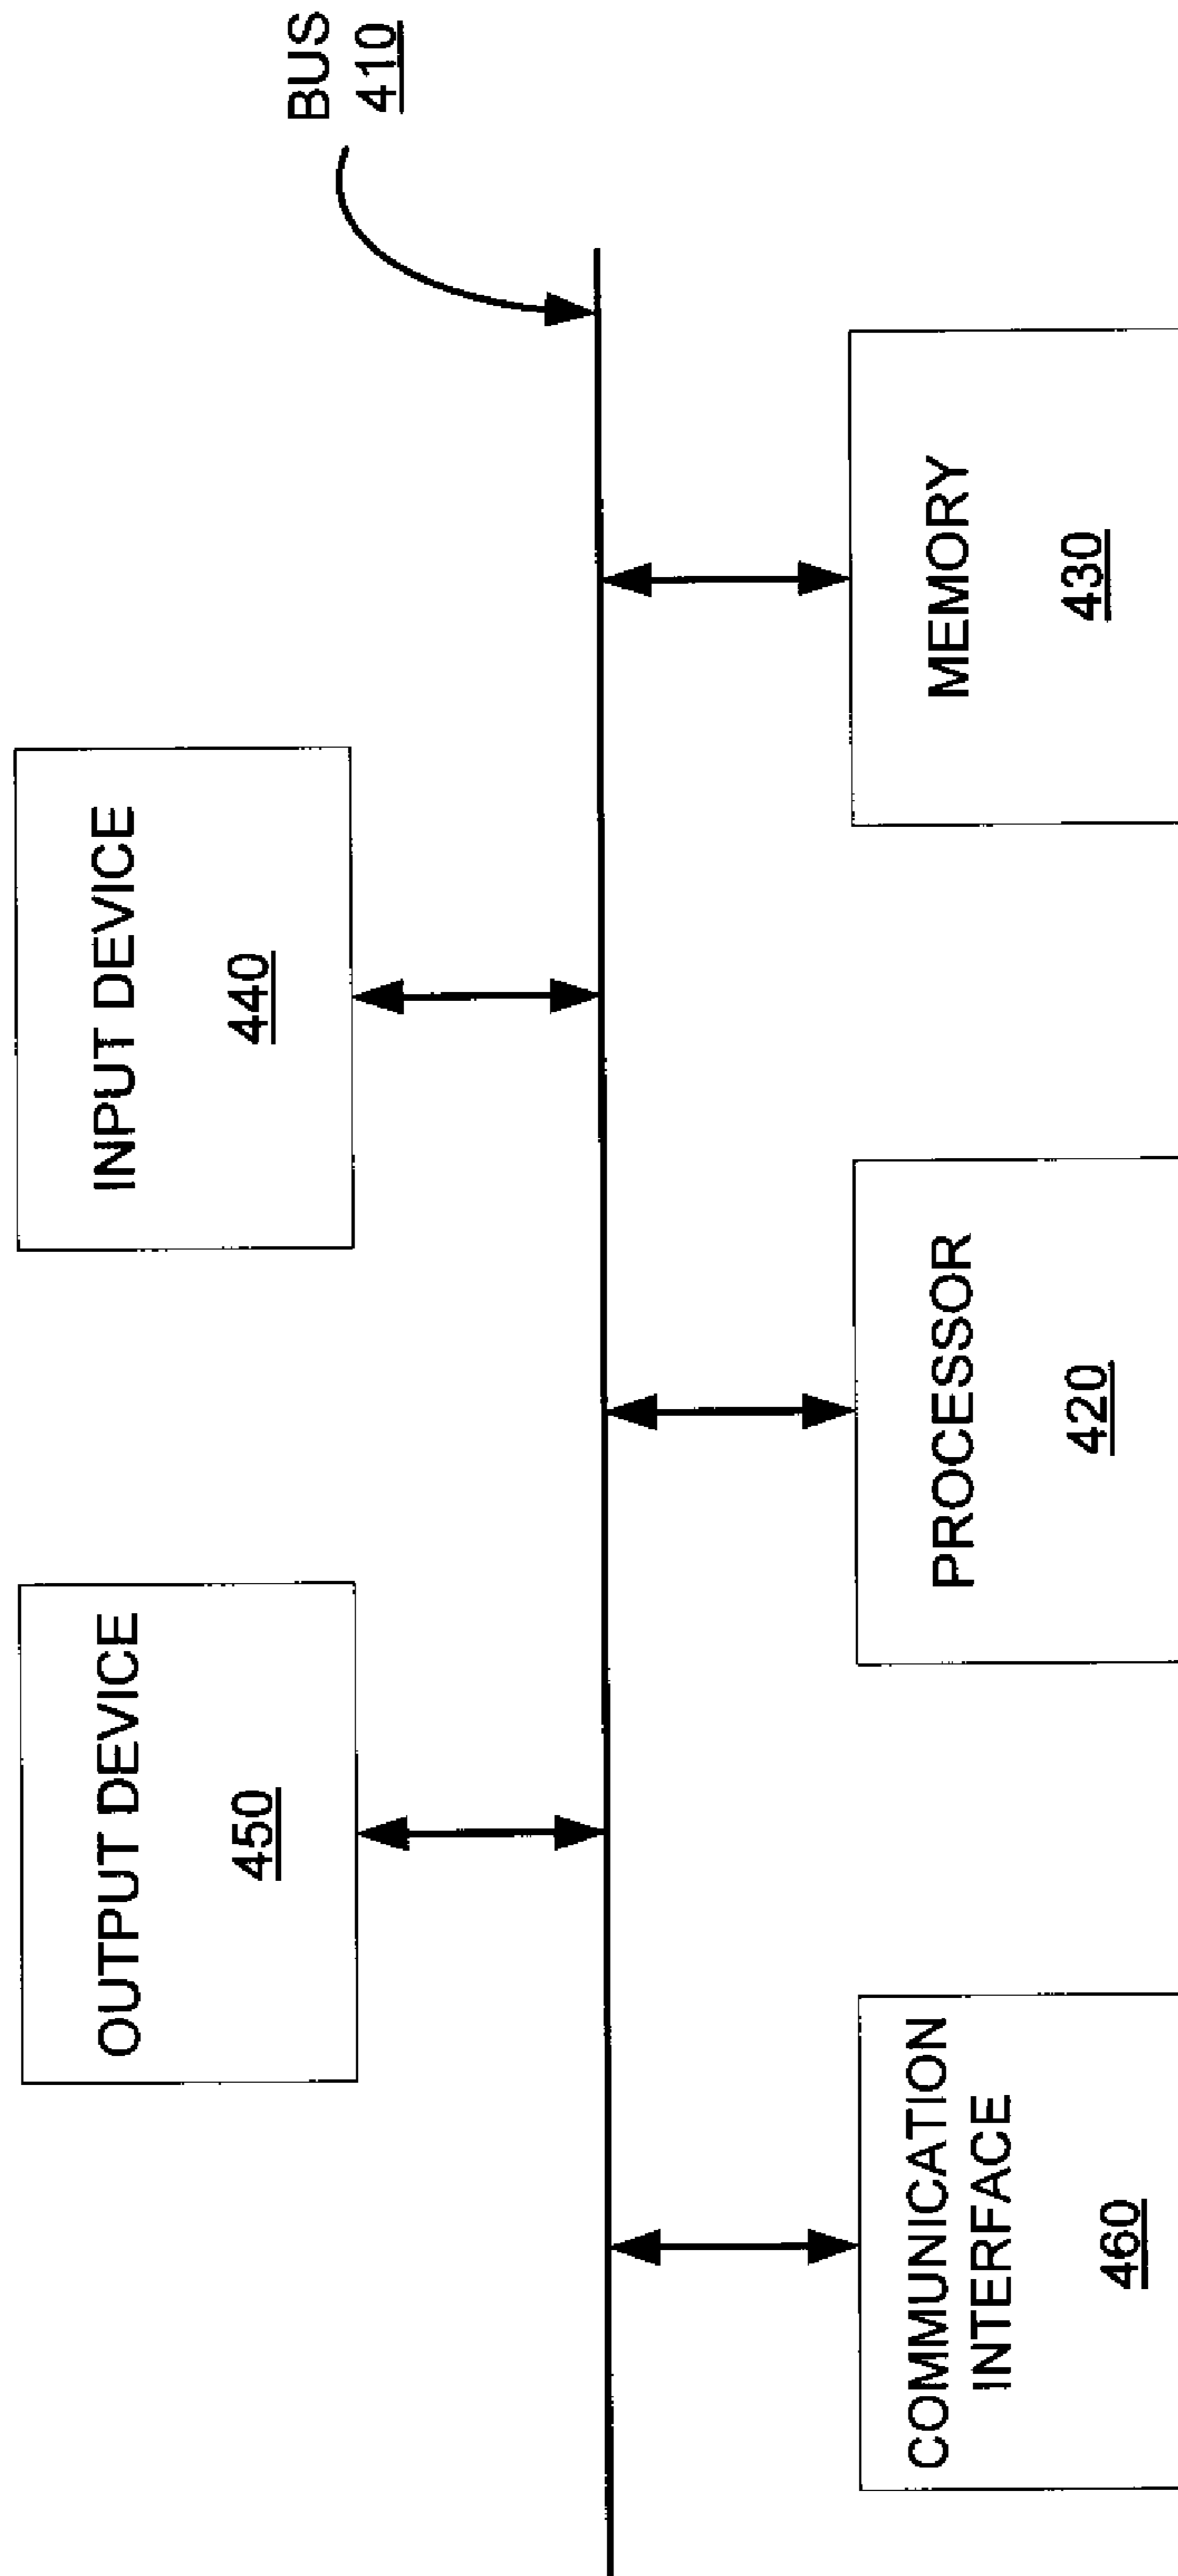 BUS
410
OUTPUT DEVICE
450
INPUT DEVICE
440
COMMUNICATION
INTERFACE
460
PROCESSOR
420
MEMORY
430